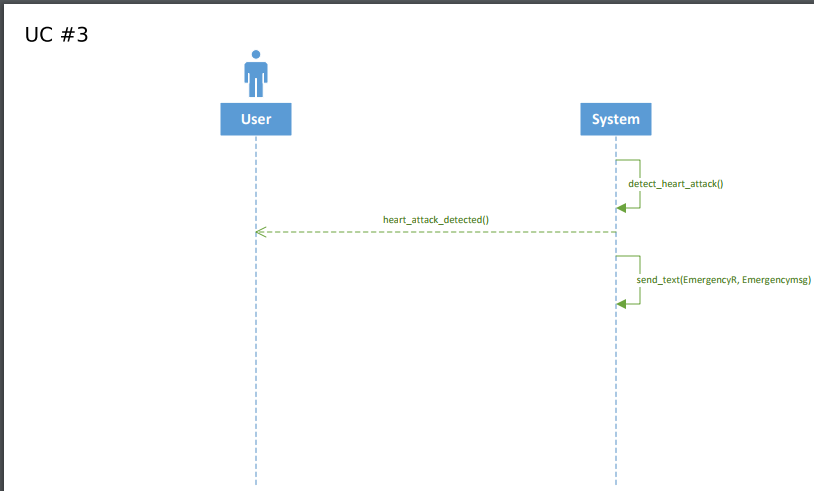 UC #3
User
System
detect_heart_attack()
heart_attack_detected()
send_text(EmergencyR, Emergencymsg)